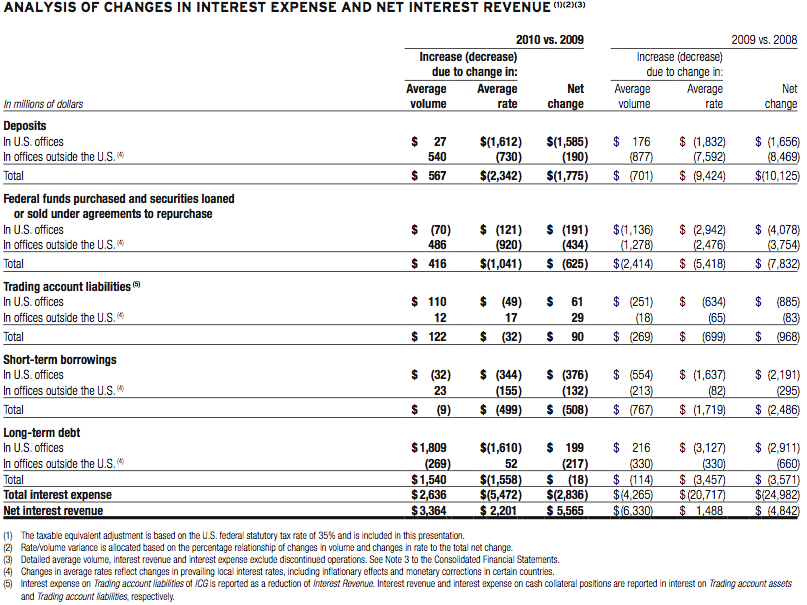 ANALYSIS OF CHANGES IN INTEREST EXPENSE AND NET INTEREST REVENUE (1)(2)(3)
2010 vs. 2009 2009 vs. 2008
Increase (decrease) due to change in: Increase (decrease) due to change in:
In millions of dollars Average volume Average rate Net change Average volume Average rate Net change
Deposits
In U.S. offices $ 27 $(1,612) $(1,585) $ 176 $ (1,832) $ (1,656)
In offices outside the U.S. (4) 540 (730) (190) (877) (7,592) (8,469)
Total $ 567 $(2,342) $(1,775) $ (701) $ (9,424) $(10,125)
Federal funds purchased and securities loaned
or sold under agreements to repurchase
In U.S. offices $ (70) $ (121) $ (191) $(1,136) $ (2,942) $ (4,078)
In offices outside the U.S. (4) 486 (920) (434) (1,278) (2,476) (3,754)
Total $ 416 $(1,041) $ (625) $(2,414) $ (5,418) $ (7,832)
Trading account liabilities (5)
In U.S. offices $ 110 $ (49) $ 61 $ (251) $ (634) $ (885)
In offices outside the U.S. (4) 12 17 29 (18) (65) (83)
Total $ 122 $ (32) $ 90 $ (269) $ (699) $ (968)
Short-term borrowings
In U.S. offices $ (32) $ (344) $ (376) $ (554) $ (1,637) $ (2,191)
In offices outside the U.S. (4) 23 (155) (132) (213) (82) (295)
Total $ (9) $ (499) $ (508) $ (767) $ (1,719) $ (2,486)
Long-term debt
In U.S. offices $1,809 $(1,610) $ 199 $ 216 $ (3,127) $ (2,911)
In offices outside the U.S. (4) (269) 52 (217) (330) (330) (660)
Total $1,540 $(1,558) $ (18) $ (114) $ (3,457) $ (3,571)
Total interest expense $2,636 $(5,472) $(2,836) $(4,265) $(20,717) $(24,982)
Net interest revenue $3,364 $ 2,201 $ 5,565 $(6,330) $ 1,488 $ (4,842)
(1) The taxable equivalent adjustment is based on the U.S. federal statutory tax rate of 35% and is included in this presentation.
(2) Rate/volume variance is allocated based on the percentage relationship of changes in volume and changes in rate to the total net change.
(3) Detailed average volume, interest revenue and interest expense exclude discontinued operations. See Note 3 to the Consolidated Financial Statements.
(4) Changes in average rates reflect changes in prevailing local interest rates, including inflationary effects and monetary corrections in certain countries.
(5) Interest expense on Trading account liabilities of ICG is reported as a reduction of Interest Revenue. Interest revenue and interest expense on cash collateral positions are reported in interest on Trading account assets
and Trading account liabilities, respectively.